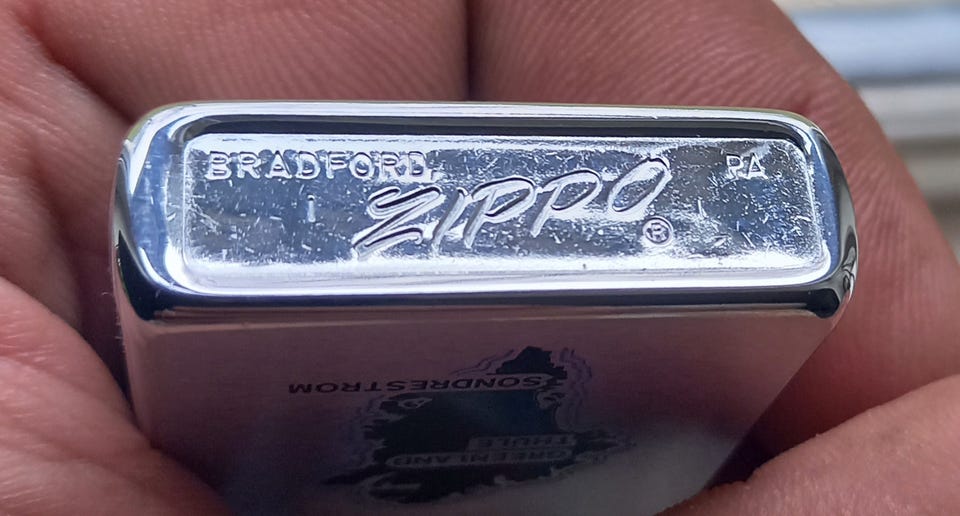 BRADFORD, PA
ZIPPO ®
SONDRESTROM
THULE
GREENLAND